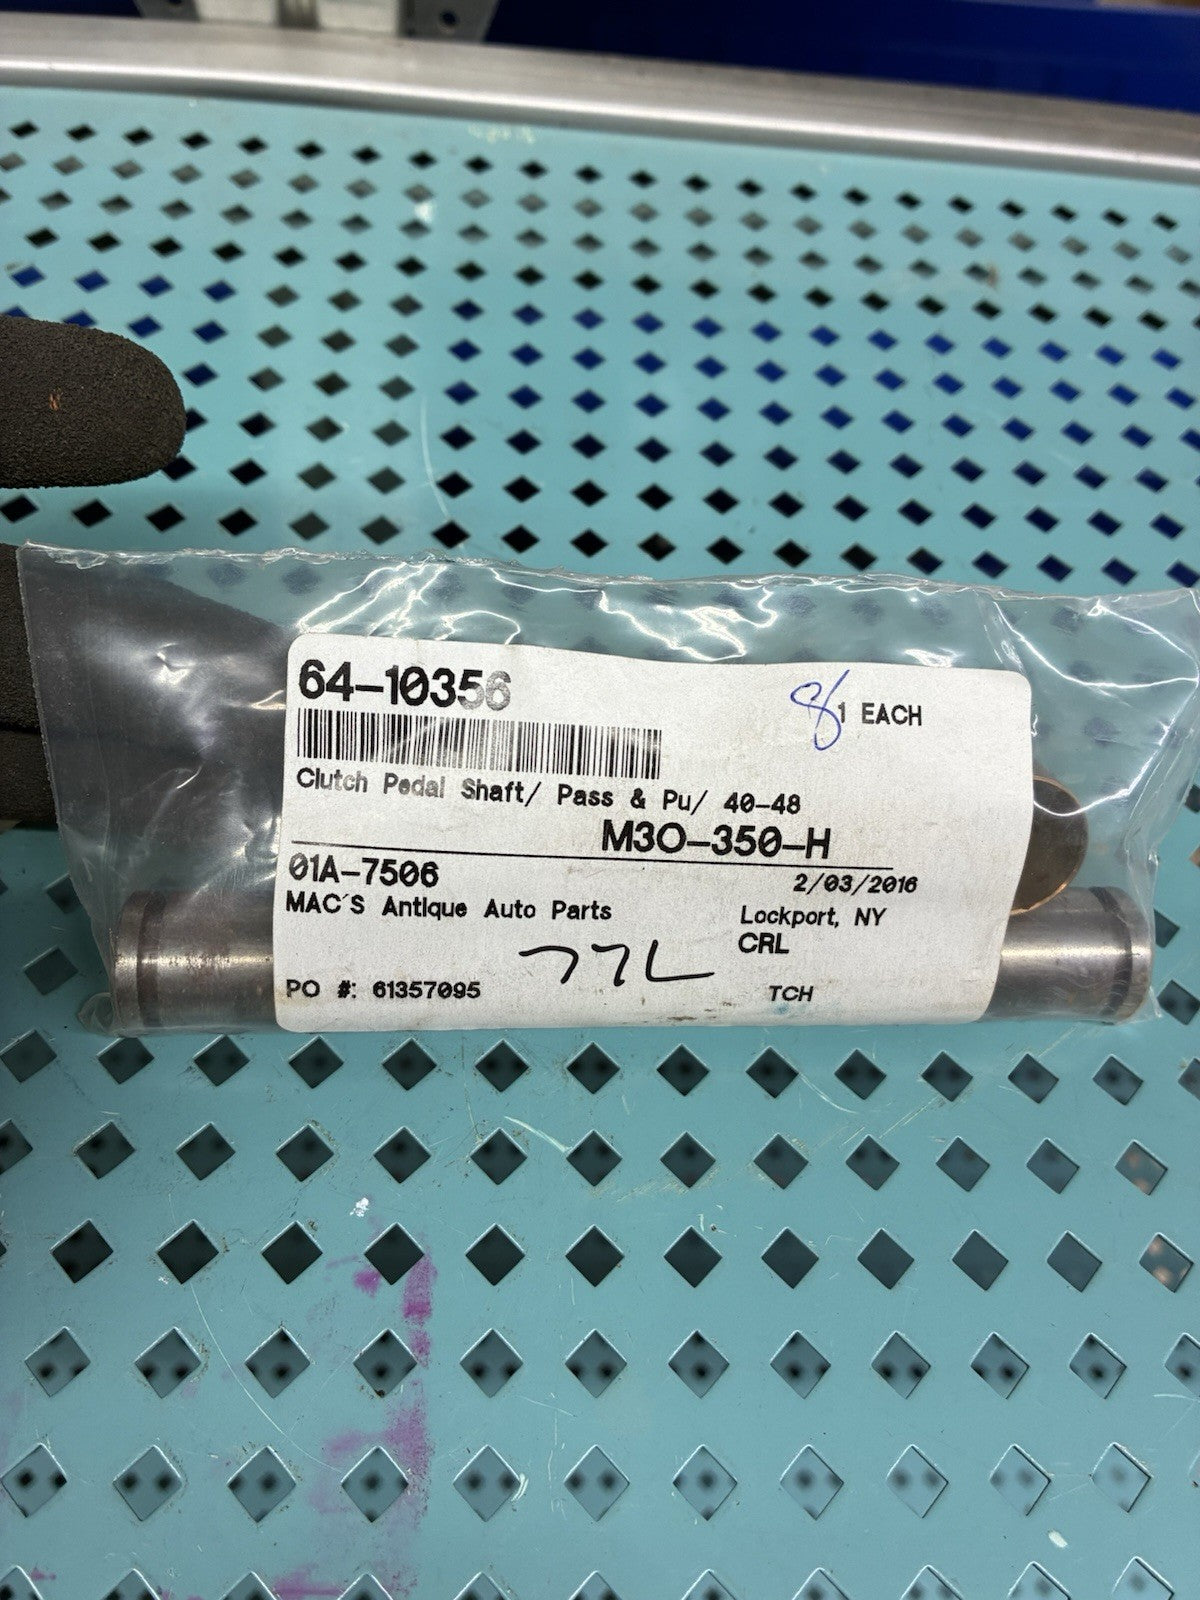 64-10356
8 1 EACH
Clutch Pedal Shaft/ Pass & Pu/ 40-48
M30-350-H
01A-7506 2/03/2016
MAC'S Antique Auto Parts Lockport, NY
CRL
77L
PO #: 61357095 TCH